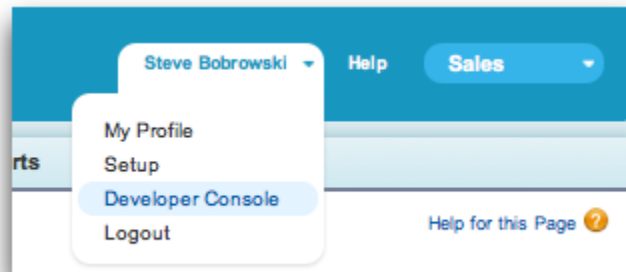 Steve Bobrowski Help Sales
My Profile
rts Setup
Developer Console
Logout Help for this Page ?